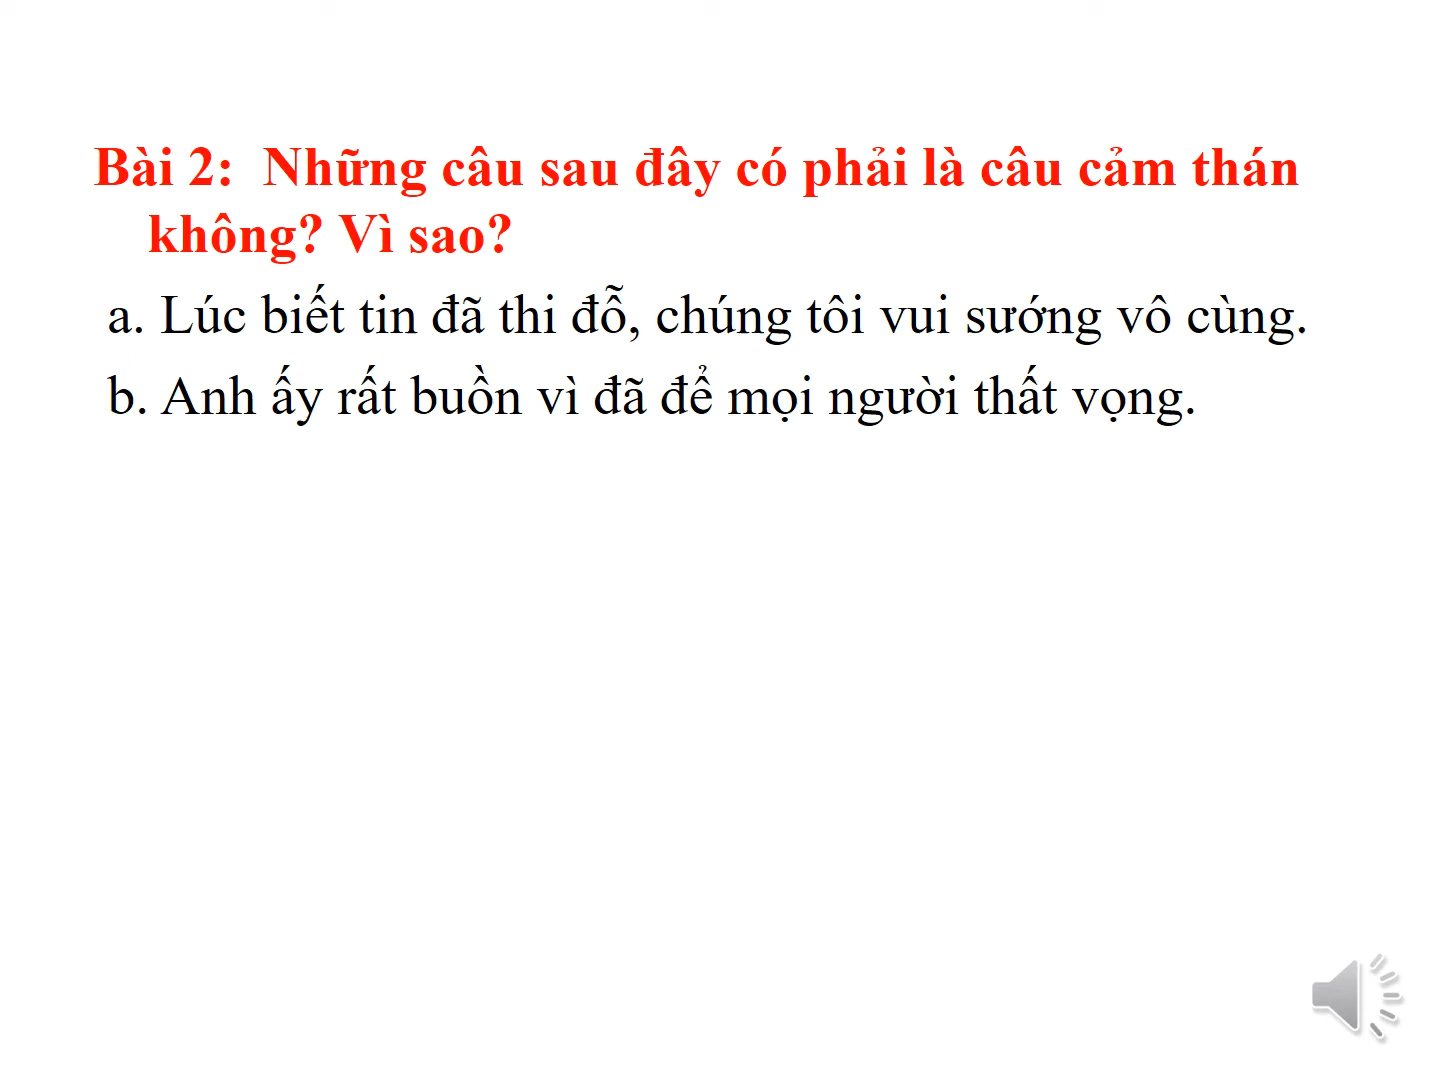 Bài 2: Những câu sau đây có phải là câu cảm thán
không? Vì sao?
a. Lúc biết tin đã thi đỗ, chúng tôi vui sướng vô cùng.
b. Anh ấy rất buồn vì đã để mọi người thất vọng.